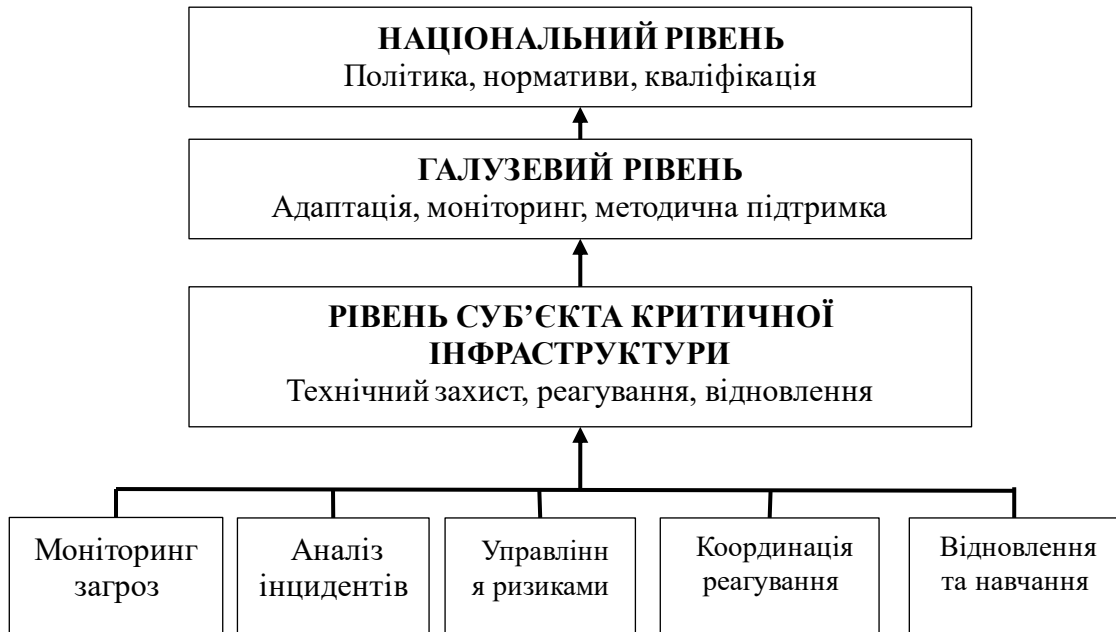 НАЦІОНАЛЬНИЙ РІВЕНЬ
Політика, нормативи, кваліфікація
ГАЛУЗЕВИЙ РІВЕНЬ
Адаптація, моніторинг, методична підтримка
РІВЕНЬ СУБ’ЄКТА КРИТИЧНОЇ
ІНФРАСТРУКТУРИ
Технічний захист, реагування, відновлення
Моніторинг
загроз
Аналіз
інцидентів
Управлінн
я ризиками
Координація
реагування
Відновлення
та навчання